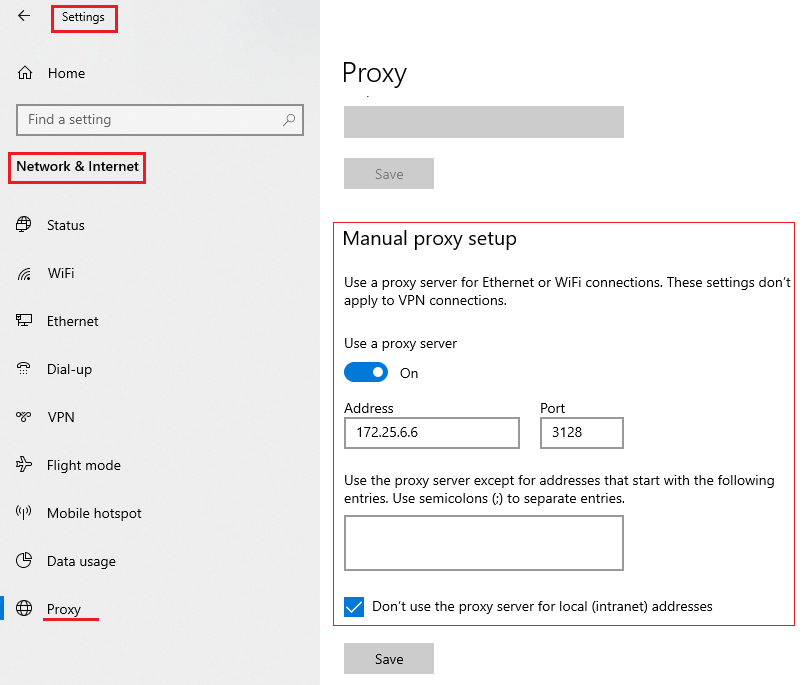 Settings
Home
Find a setting
Network & Internet
Status
WiFi
Ethernet
Dial-up
VPN
Flight mode
Mobile hotspot
Data usage
Proxy
Proxy
Save
Manual proxy setup
Use a proxy server for Ethernet or WiFi connections. These settings don't
apply to VPN connections.
Use a proxy server
On
Address
Port
172.25.6.6
3128
Use the proxy server except for addresses that start with the following
entries. Use semicolons (;) to separate entries.
Don't use the proxy server for local (intranet) addresses
Save